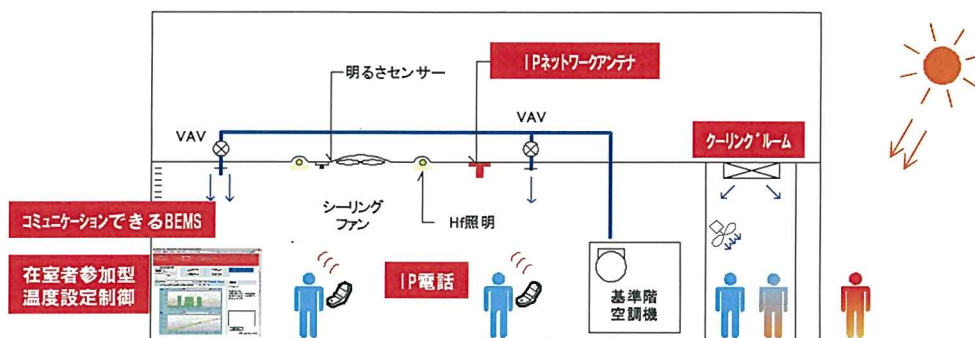 IPネットワークアンテナ
明るさセンサー
VAV
VAV
クーリングルーム
シーリング
ファン
Hf照明
コミュニケーションできるBEMS
在室者参加型
温度設定制御
IP電話
基準階
空調機